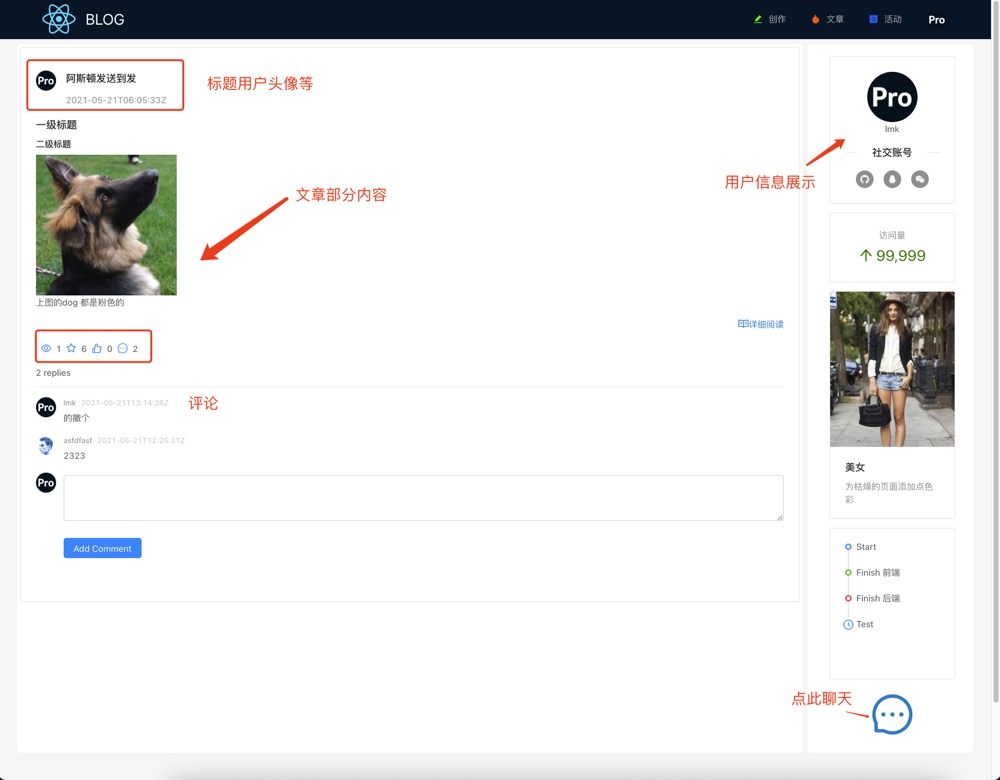 BLOG
创作
文章
活动
Pro
Pro
阿斯顿发送到发
2021-05-21T06:05:33Z
标题用户头像等
一级标题
二级标题
文章部分内容
上图的dog 都是粉色的
详细阅读
1 6 0 2
2 replies
Pro
lmk 2021-05-21T13:14:38Z
的撒个
评论
asfdfasf 2021-05-21T12:25:31Z
2323
Pro
Add Comment
Pro
lmk
社交账号
用户信息展示
访问量
99,999
美女
为枯燥的页面添加点色
彩
Start
Finish 前端
Finish 后端
Test
点此聊天